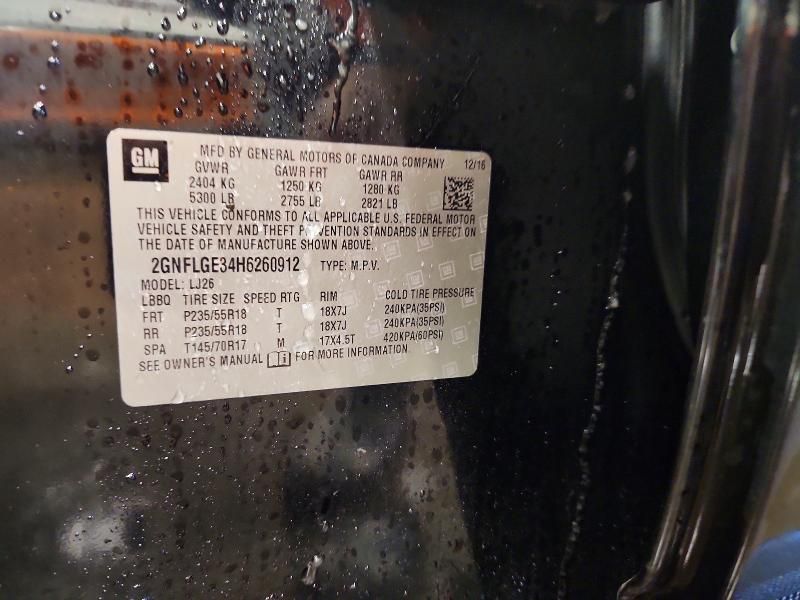 GM
MFD BY GENERAL MOTORS OF CANADA COMPANY 12/16
GVWR GAWR FRT GAWR RR
2404 KG 1250 KG 1280 KG
5300 LB 2755 LB 2821 LB
THIS VEHICLE CONFORMS TO ALL APPLICABLE U.S. FEDERAL MOTOR
VEHICLE SAFETY AND THEFT PREVENTION STANDARDS IN EFFECT ON
THE DATE OF MANUFACTURE SHOWN ABOVE.
2GNFLGE34H6260912 TYPE: M.P.V.
MODEL: LJ26
LBBQ TIRE SIZE SPEED RTG RIM COLD TIRE PRESSURE
FRT P235/55R18 T 18X7J 240KPA(35PSI)
RR P235/55R18 T 18X7J 240KPA(35PSI)
SPA T145/70R17 M 17X4.5T 420KPA(60PSI)
SEE OWNER'S MANUAL FOR MORE INFORMATION